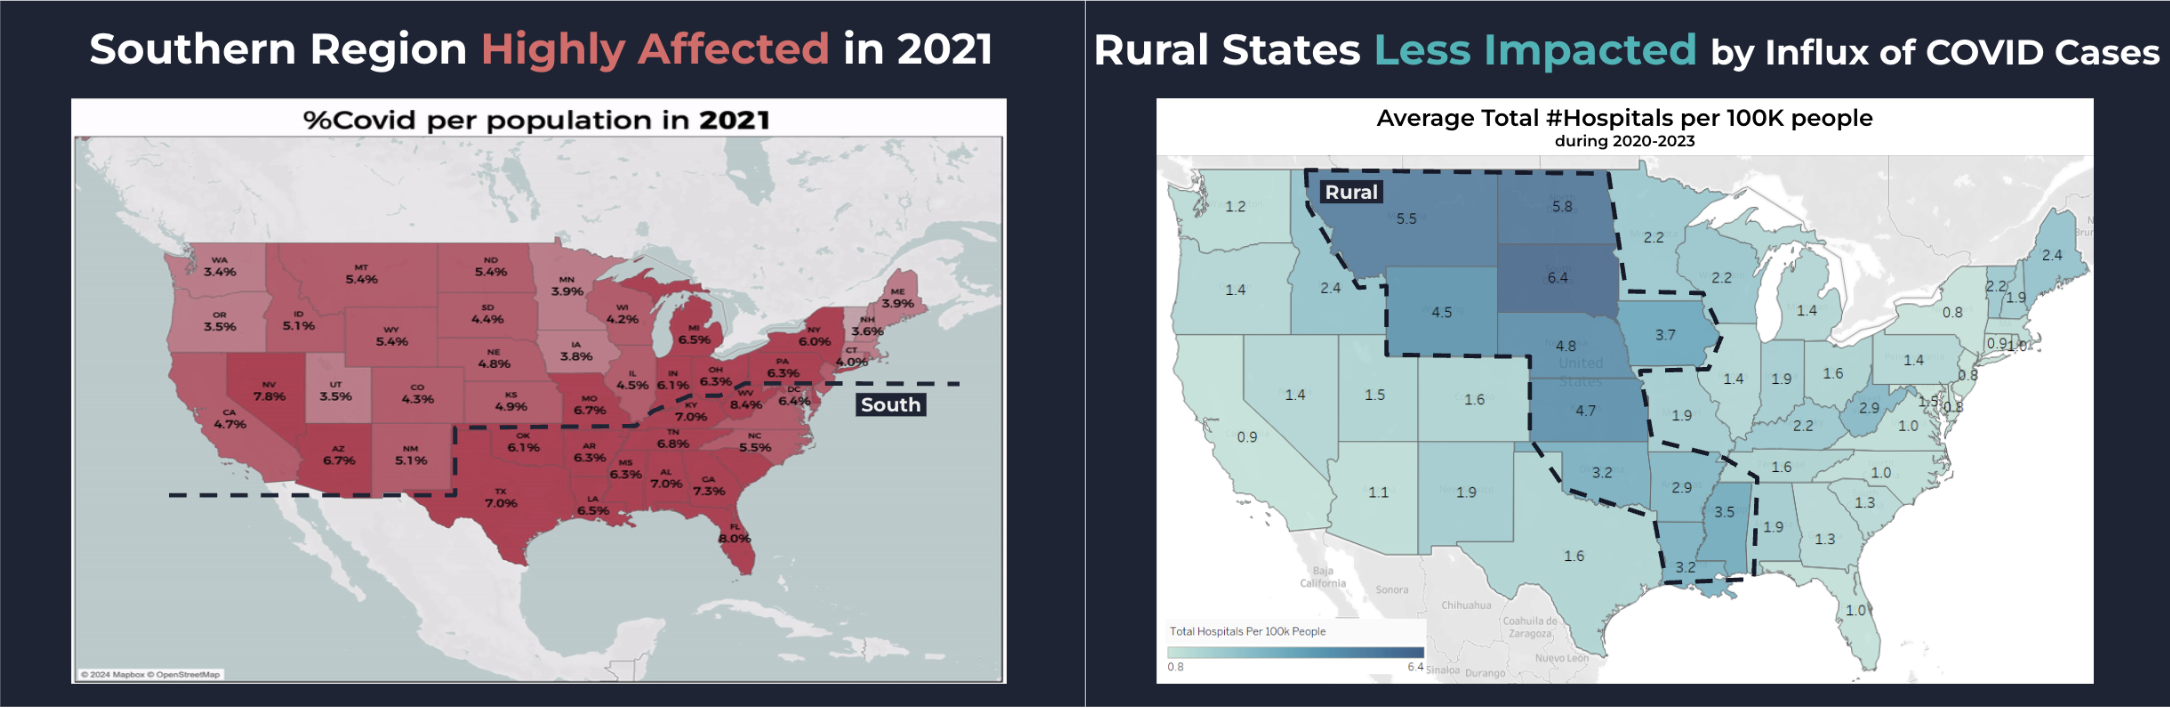 Southern Region Highly Affected in 2021
%Covid per population in 2021
WA
3.4%
MT
5.4%
ND
5.4%
MN
3.9%
ME
3.9%
OR
3.5%
ID
5.1%
SD
4.4%
WI
4.2%
MI
6.5%
NY
6.0%
NH
3.6%
WY
5.4%
IA
3.8%
CT
4.0%
NE
4.8%
PA
6.3%
NV
7.8%
UT
3.5%
CO
4.3%
KS
4.9%
MO
6.7%
IL
4.5%
IN
6.1%
OH
6.3%
WV
8.4%
DC
6.4%
South
CA
4.7%
KY
7.0%
AZ
6.7%
NM
5.1%
OK
6.1%
AR
6.3%
TN
6.8%
NC
5.5%
TX
7.0%
LA
6.5%
MS
6.3%
AL
7.0%
GA
7.3%
FL
8.0%
© 2024 Mapbox © OpenStreetMap
Rural States Less Impacted by Influx of COVID Cases
Average Total #Hospitals per 100K people
during 2020-2023
Rural
1.2
5.5
5.8
2.2
2.4
1.4
2.4
6.4
2.2
1.4
2.2
1.9
0.8
4.5
3.7
4.8
0.9
1.0
1.4
United
States
1.4
1.5
1.6
4.7
1.9
1.4
1.9
1.6
0.8
2.9
1.5
0.8
0.9
2.2
1.0
1.1
1.9
3.2
2.9
1.6
1.0
3.5
1.9
1.3
1.3
1.6
3.2
1.0
Baja
California
Sonora
Chihuahua
Coahuila de
Zaragoza
Nuevo León
Sinaloa
Durango
Total Hospitals Per 100k People
0.8
6.4